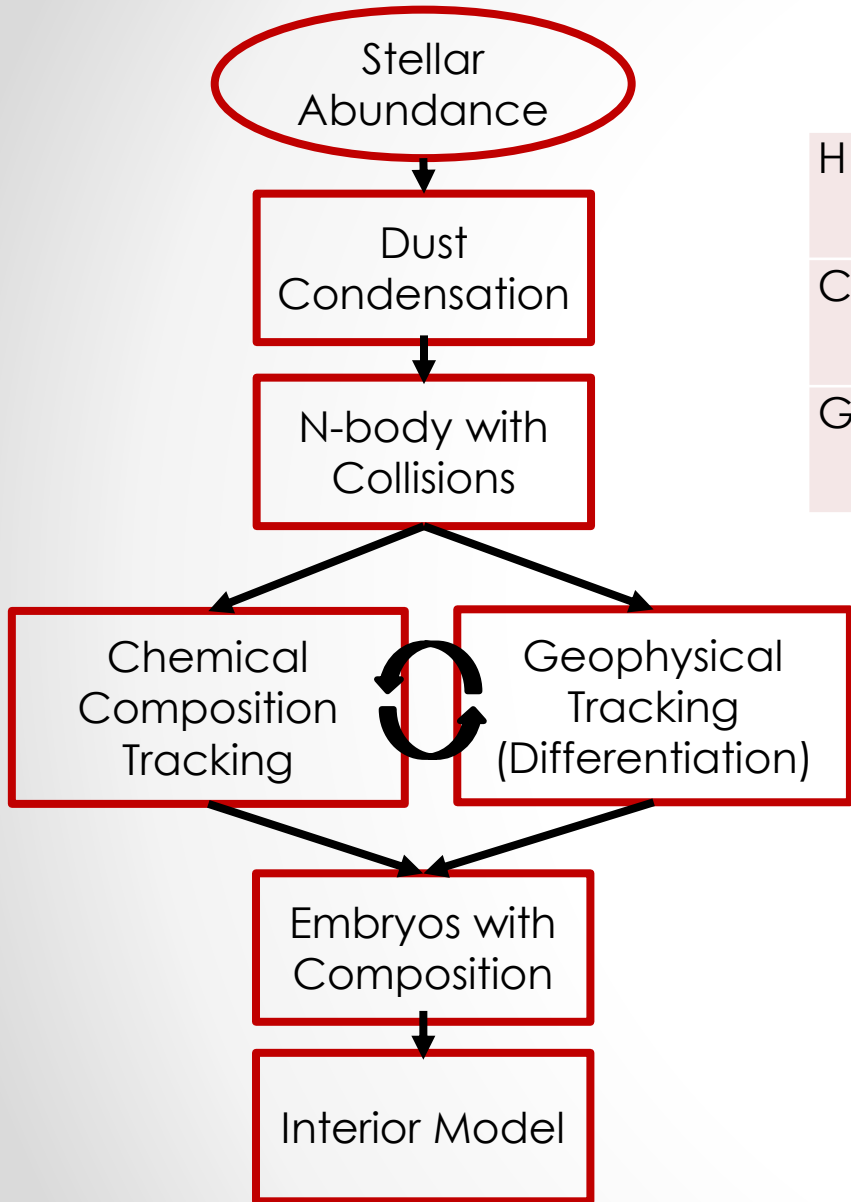 Stellar
Abundance
Dust
Condensation
N-body with
Collisions
Chemical
Composition
Tracking
Geophysical
Tracking
(Differentiation)
Embryos with
Composition
Interior Model
H
C
G